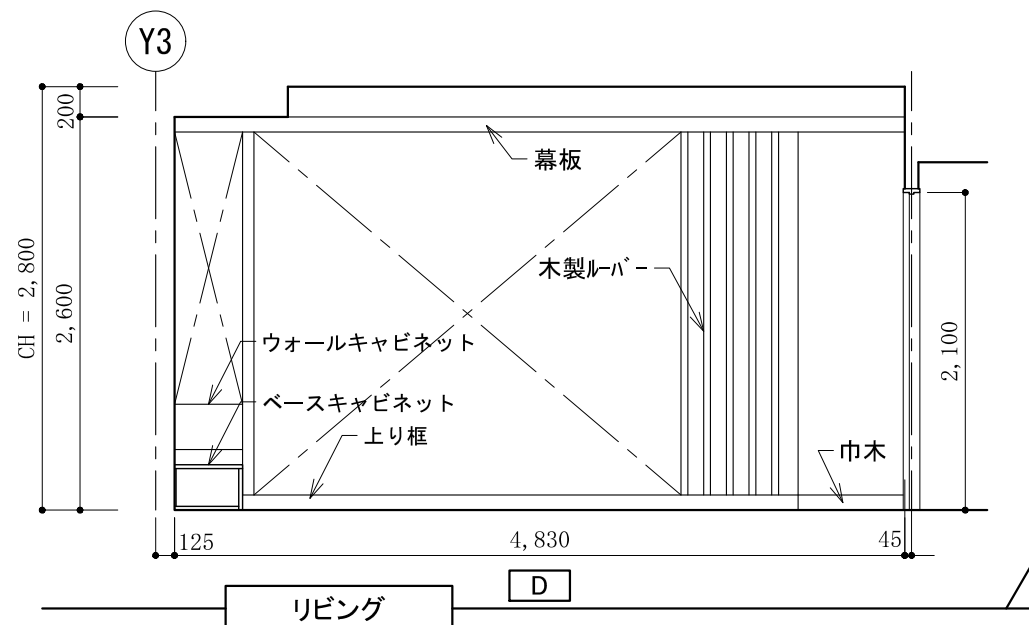 Y3
200
幕板
CH = 2,800
2,600
木製ルーバー
ウォールキャビネット
2,100
ベースキャビネット
上り框
巾木
125
4,830
45
D
リビング